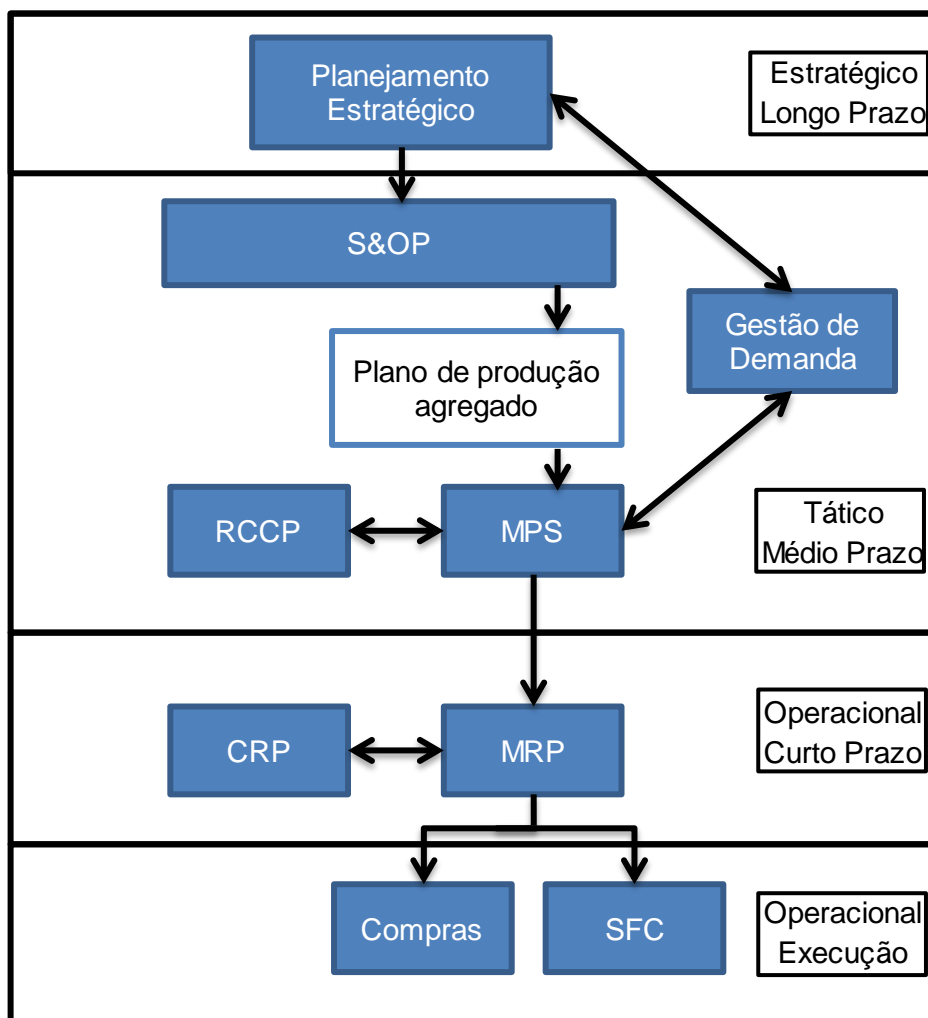 Planejamento
Estratégico
Estratégico
Longo Prazo
S&OP
Gestão de
Demanda
Plano de produção
agregado
RCCP
MPS
Tático
Médio Prazo
CRP
MRP
Operacional
Curto Prazo
Compras
SFC
Operacional
Execução